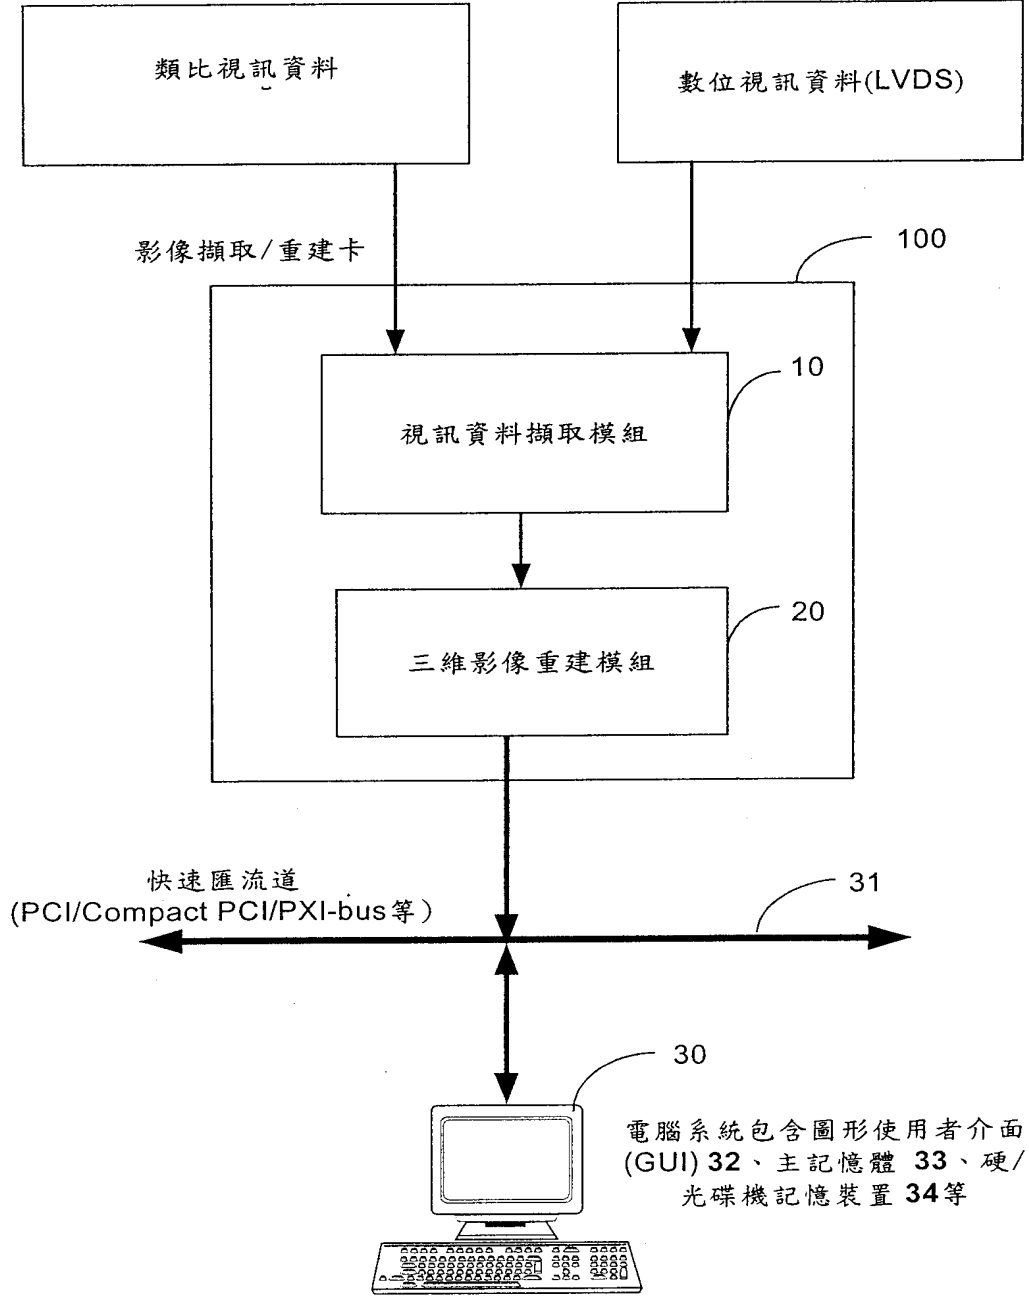 類比視訊資料
數位視訊資料(LVDS)
影像擷取/重建卡
100
10
視訊資料擷取模組
20
三維影像重建模組
快速匯流道
(PCI/Compact PCI/PXI-bus等）
31
30
電腦系統包含圖形使用者介面
(GUI) 32、主記憶體 33、硬/
光碟機記憶裝置 34等